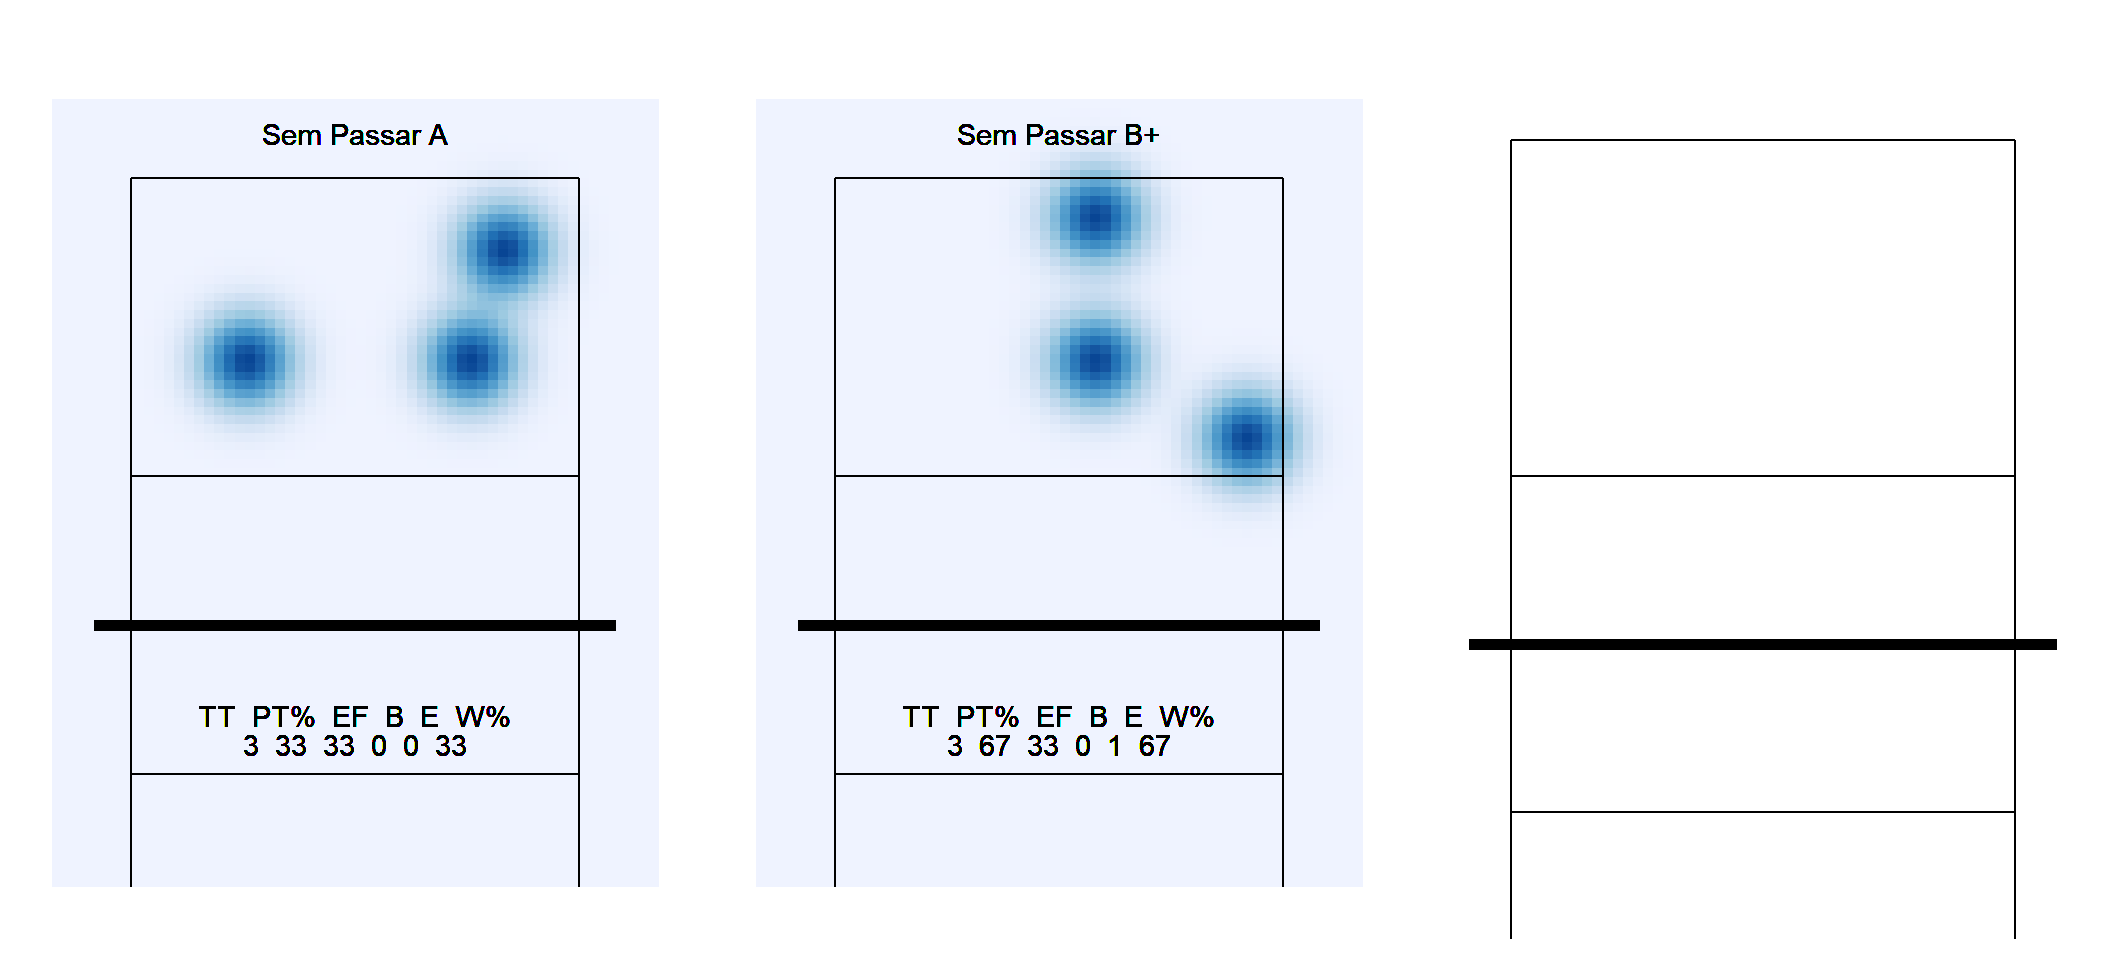 Sem Passar A
TT PT% EF B E W%
3 33 33 0 0 33
Sem Passar B+
TT PT% EF B E W%
3 67 33 0 1 67